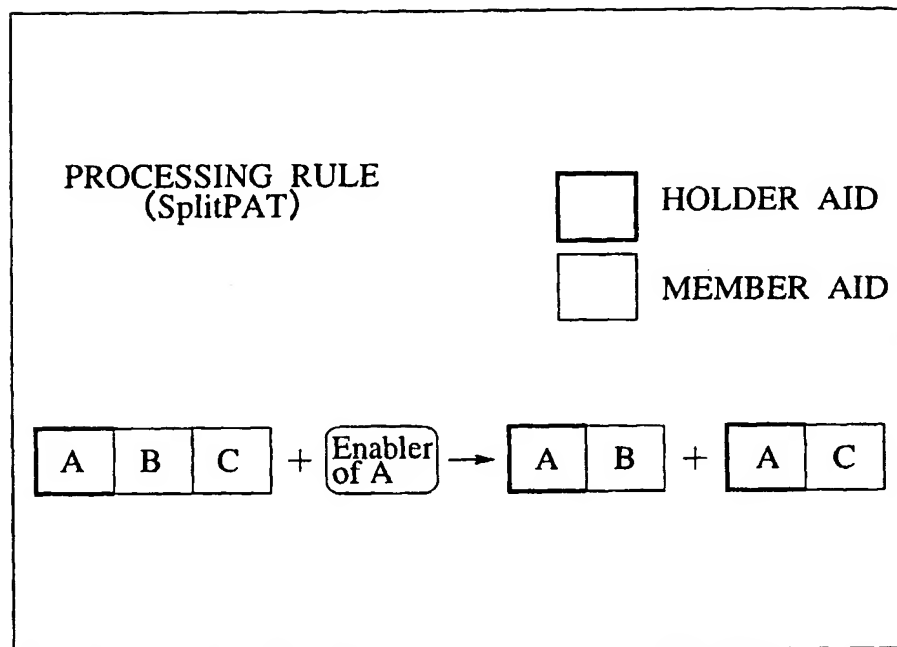 PROCESSING RULE
(SplitPAT)
HOLDER AID
MEMBER AID
A B C + Enabler of A → A B + A C